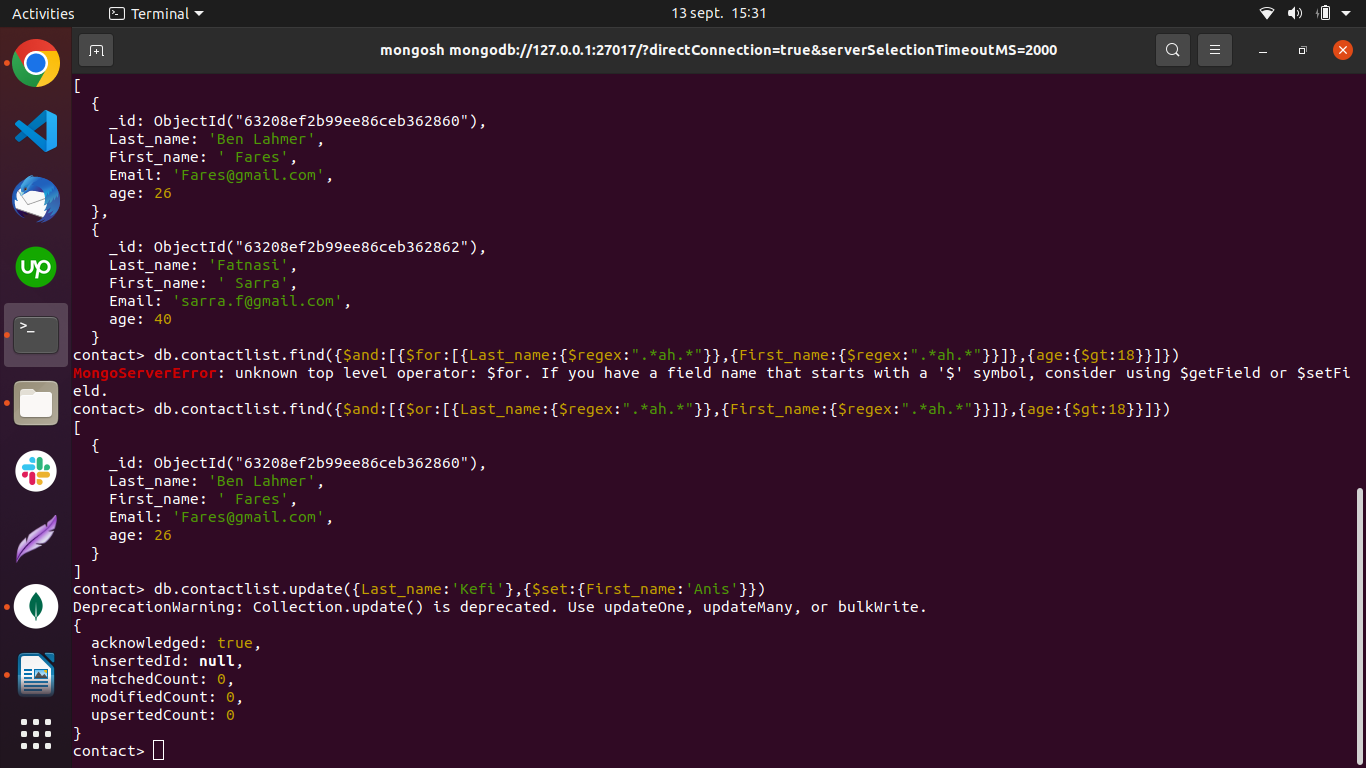 Activities
Terminal
13 sept. 15:31
mongosh mongodb://127.0.0.1:27017/?directConnection=true&serverSelectionTimeoutMS=2000
[
  {
    _id: ObjectId("63208ef2b99ee86ceb362860"),
    Last_name: 'Ben Lahmer',
    First_name: ' Fares',
    Email: 'Fares@gmail.com',
    age: 26
  },
  {
    _id: ObjectId("63208ef2b99ee86ceb362862"),
    Last_name: 'Fatnasi',
    First_name: ' Sarra',
    Email: 'sarra.f@gmail.com',
    age: 40
  }
contact> db.contactlist.find({$and:[{$for:[{Last_name:{$regex:".*ah.*"}},{First_name:{$regex:".*ah.*"}}]},{age:{$gt:18}}]})
MongoServerError: unknown top level operator: $for. If you have a field name that starts with a '$' symbol, consider using $getField or $setFi
eld.
contact> db.contactlist.find({$and:[{$or:[{Last_name:{$regex:".*ah.*"}},{First_name:{$regex:".*ah.*"}}]},{age:{$gt:18}}]})
[
  {
    _id: ObjectId("63208ef2b99ee86ceb362860"),
    Last_name: 'Ben Lahmer',
    First_name: ' Fares',
    Email: 'Fares@gmail.com',
    age: 26
  }
]
contact> db.contactlist.update({Last_name:'Kefi'},{$set:{First_name:'Anis'}})
DeprecationWarning: Collection.update() is deprecated. Use updateOne, updateMany, or bulkWrite.
{
  acknowledged: true,
  insertedId: null,
  matchedCount: 0,
  modifiedCount: 0,
  upsertedCount: 0
}
contact>
up
>_